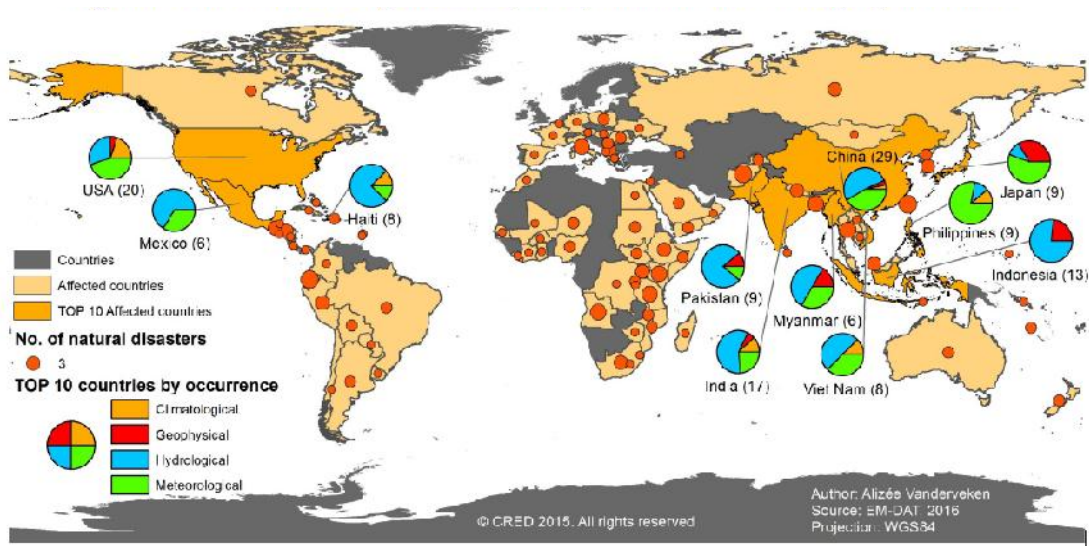 China (29)
USA (20)
Haiti (8)
Japan (9)
Mexico (6)
Philippines (9)
Indonesia (13)
Pakistan (9)
Myanmar (6)
India (17)
Viet Nam (8)
Countries
Affected countries
TOP 10 Affected countries
No. of natural disasters
3
TOP 10 countries by occurrence
Climatological
Geophysical
Hydrological
Meteorological
© CRED 2015. All rights reserved
Author: Alizée Vanderveken
Source: EM-DAT 2016
Projection: WGS84